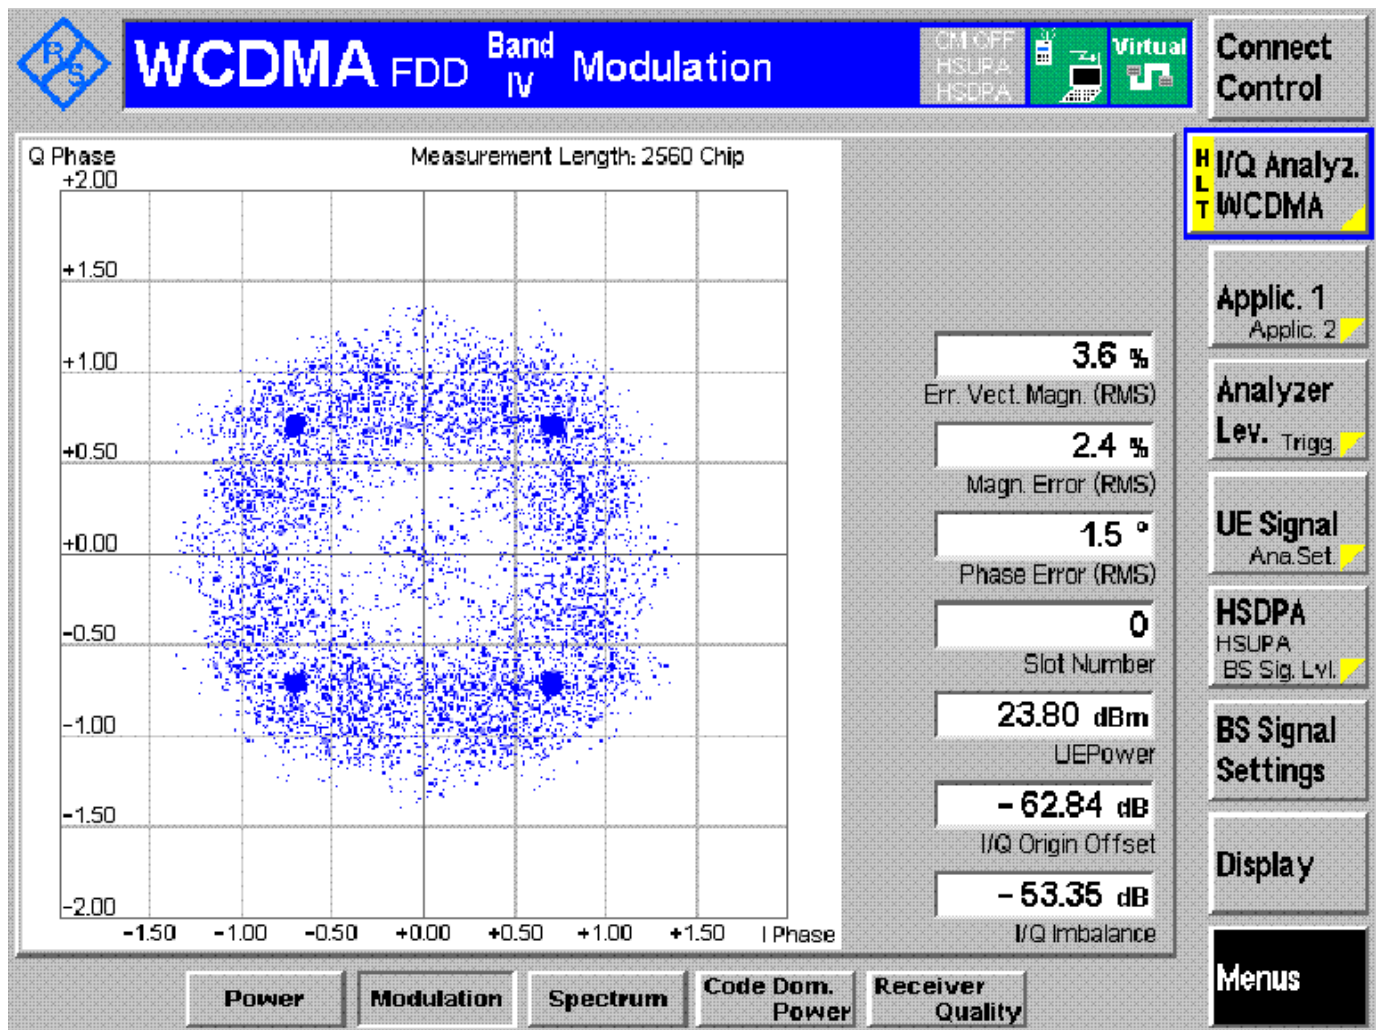 R S
WCDMA FDD Band IV Modulation
CM OFF
HSUPA
HSDPA
Virtual
Connect Control
Q Phase
Measurement Length: 2560 Chip
+2.00
+1.50
+1.00
+0.50
+0.00
-0.50
-1.00
-1.50
-2.00
-1.50 -1.00 -0.50 +0.00 +0.50 +1.00 +1.50 I Phase
3.6 %
Err. Vect. Magn. (RMS)
2.4 %
Magn. Error (RMS)
1.5 °
Phase Error (RMS)
0
Slot Number
23.80 dBm
UEPower
- 62.84 dB
I/Q Origin Offset
- 53.35 dB
I/Q Imbalance
HLT
I/Q Analyz.
WCDMA
Applic. 1
Applic. 2
Analyzer
Lev. Trigg.
UE Signal
Ana.Set.
HSDPA
HSUPA
BS Sig. Lvl.
BS Signal
Settings
Display
Menus
Power
Modulation
Spectrum
Code Dom.
Power
Receiver
Quality